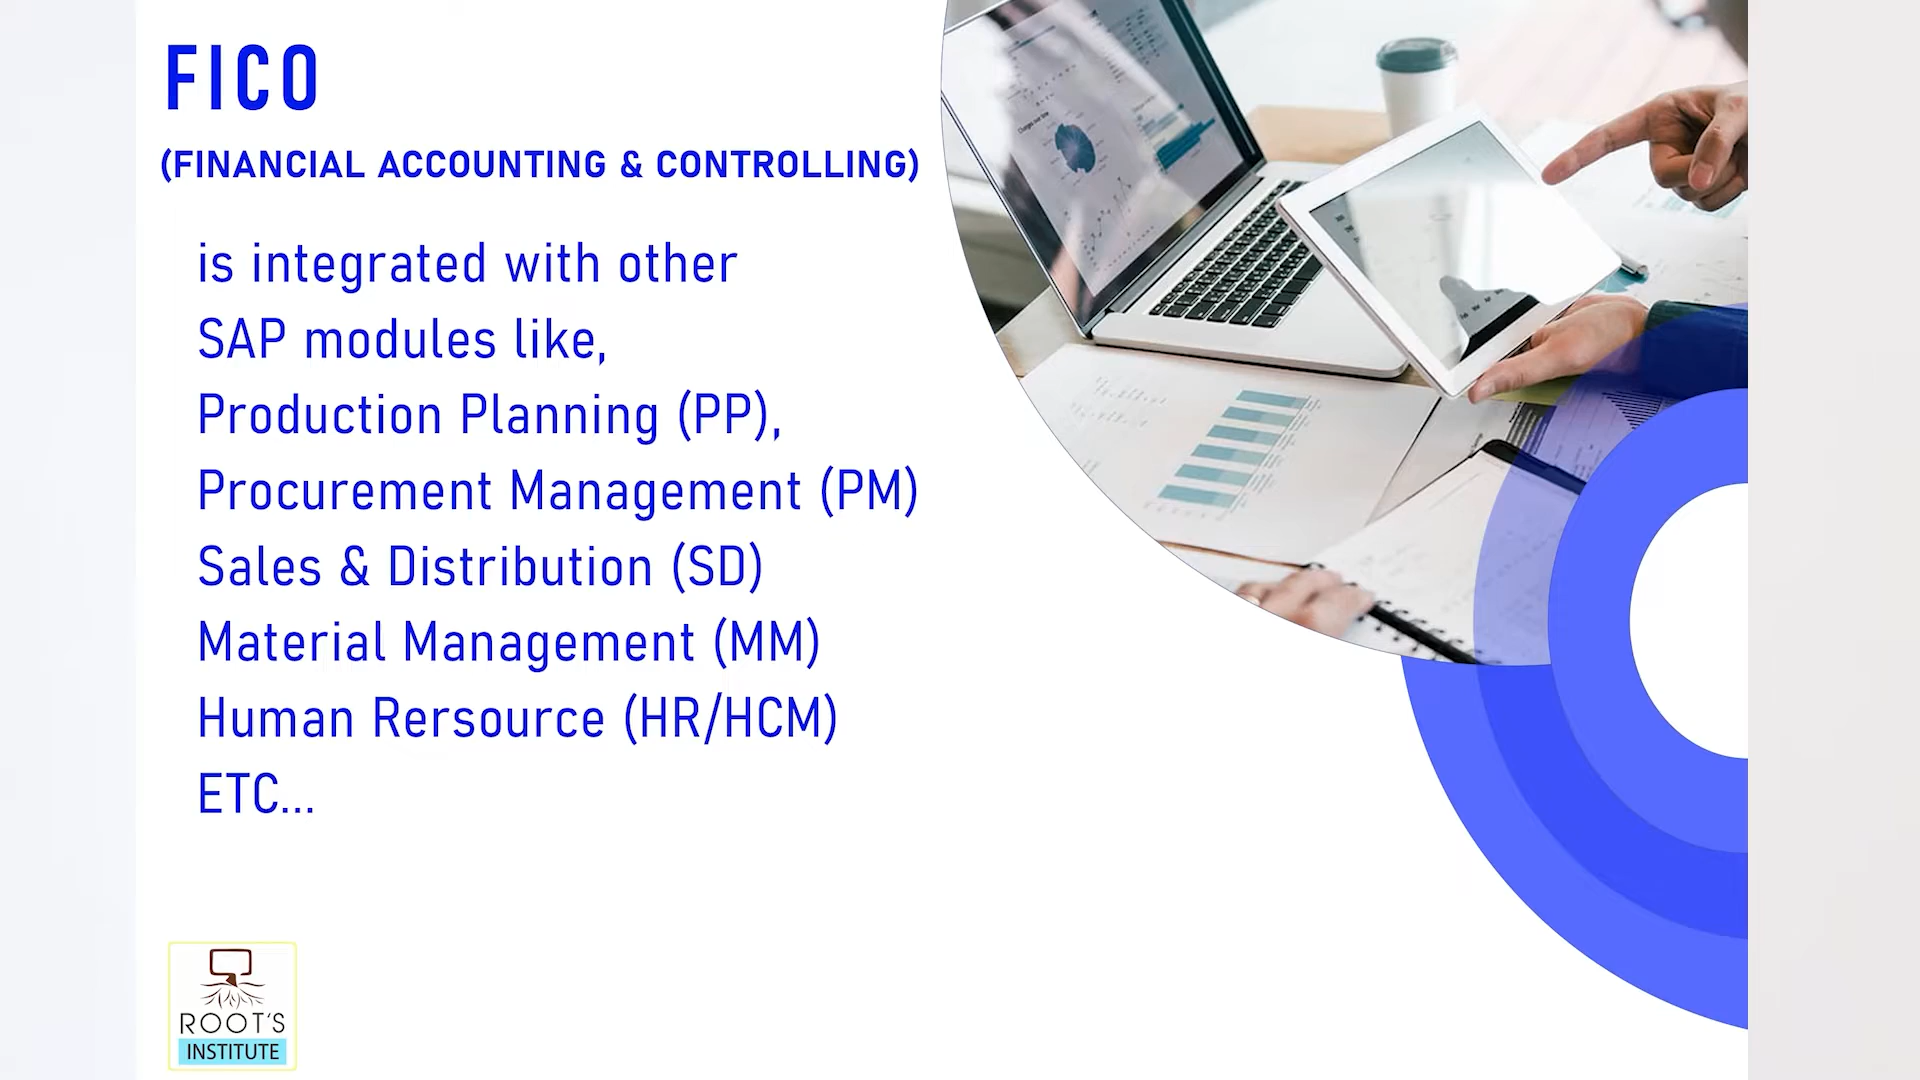 FICO
(FINANCIAL ACCOUNTING & CONTROLLING)
is integrated with other
SAP modules like,
Production Planning (PP),
Procurement Management (PM)
Sales & Distribution (SD)
Material Management (MM)
Human Rersource (HR/HCM)
ETC...
ROOT'S
INSTITUTE